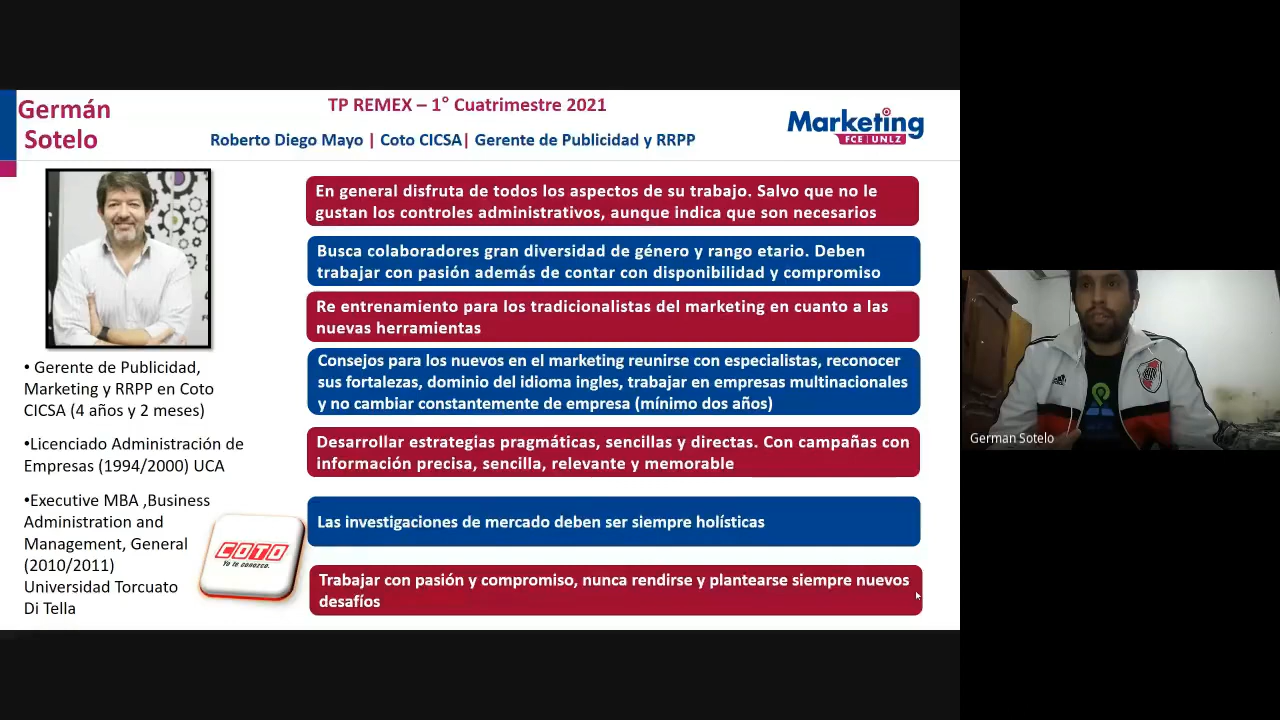 Germán
Sotelo
TP REMEX – 1° Cuatrimestre 2021
Roberto Diego Mayo | Coto CICSA| Gerente de Publicidad y RRPP
Marketing
FCE | UNLZ
• Gerente de Publicidad,
Marketing y RRPP en Coto
CICSA (4 años y 2 meses)
•Licenciado Administración de
Empresas (1994/2000) UCA
•Executive MBA ,Business
Administration and
Management, General
(2010/2011)
Universidad Torcuato
Di Tella
COTO
Yo te conozco.
En general disfruta de todos los aspectos de su trabajo. Salvo que no le
gustan los controles administrativos, aunque indica que son necesarios
Busca colaboradores gran diversidad de género y rango etario. Deben
trabajar con pasión además de contar con disponibilidad y compromiso
Re entrenamiento para los tradicionalistas del marketing en cuanto a las
nuevas herramientas
Consejos para los nuevos en el marketing reunirse con especialistas, reconocer
sus fortalezas, dominio del idioma ingles, trabajar en empresas multinacionales
y no cambiar constantemente de empresa (mínimo dos años)
Desarrollar estrategias pragmáticas, sencillas y directas. Con campañas con
información precisa, sencilla, relevante y memorable
Las investigaciones de mercado deben ser siempre holísticas
Trabajar con pasión y compromiso, nunca rendirse y plantearse siempre nuevos
desafíos
German Sotelo